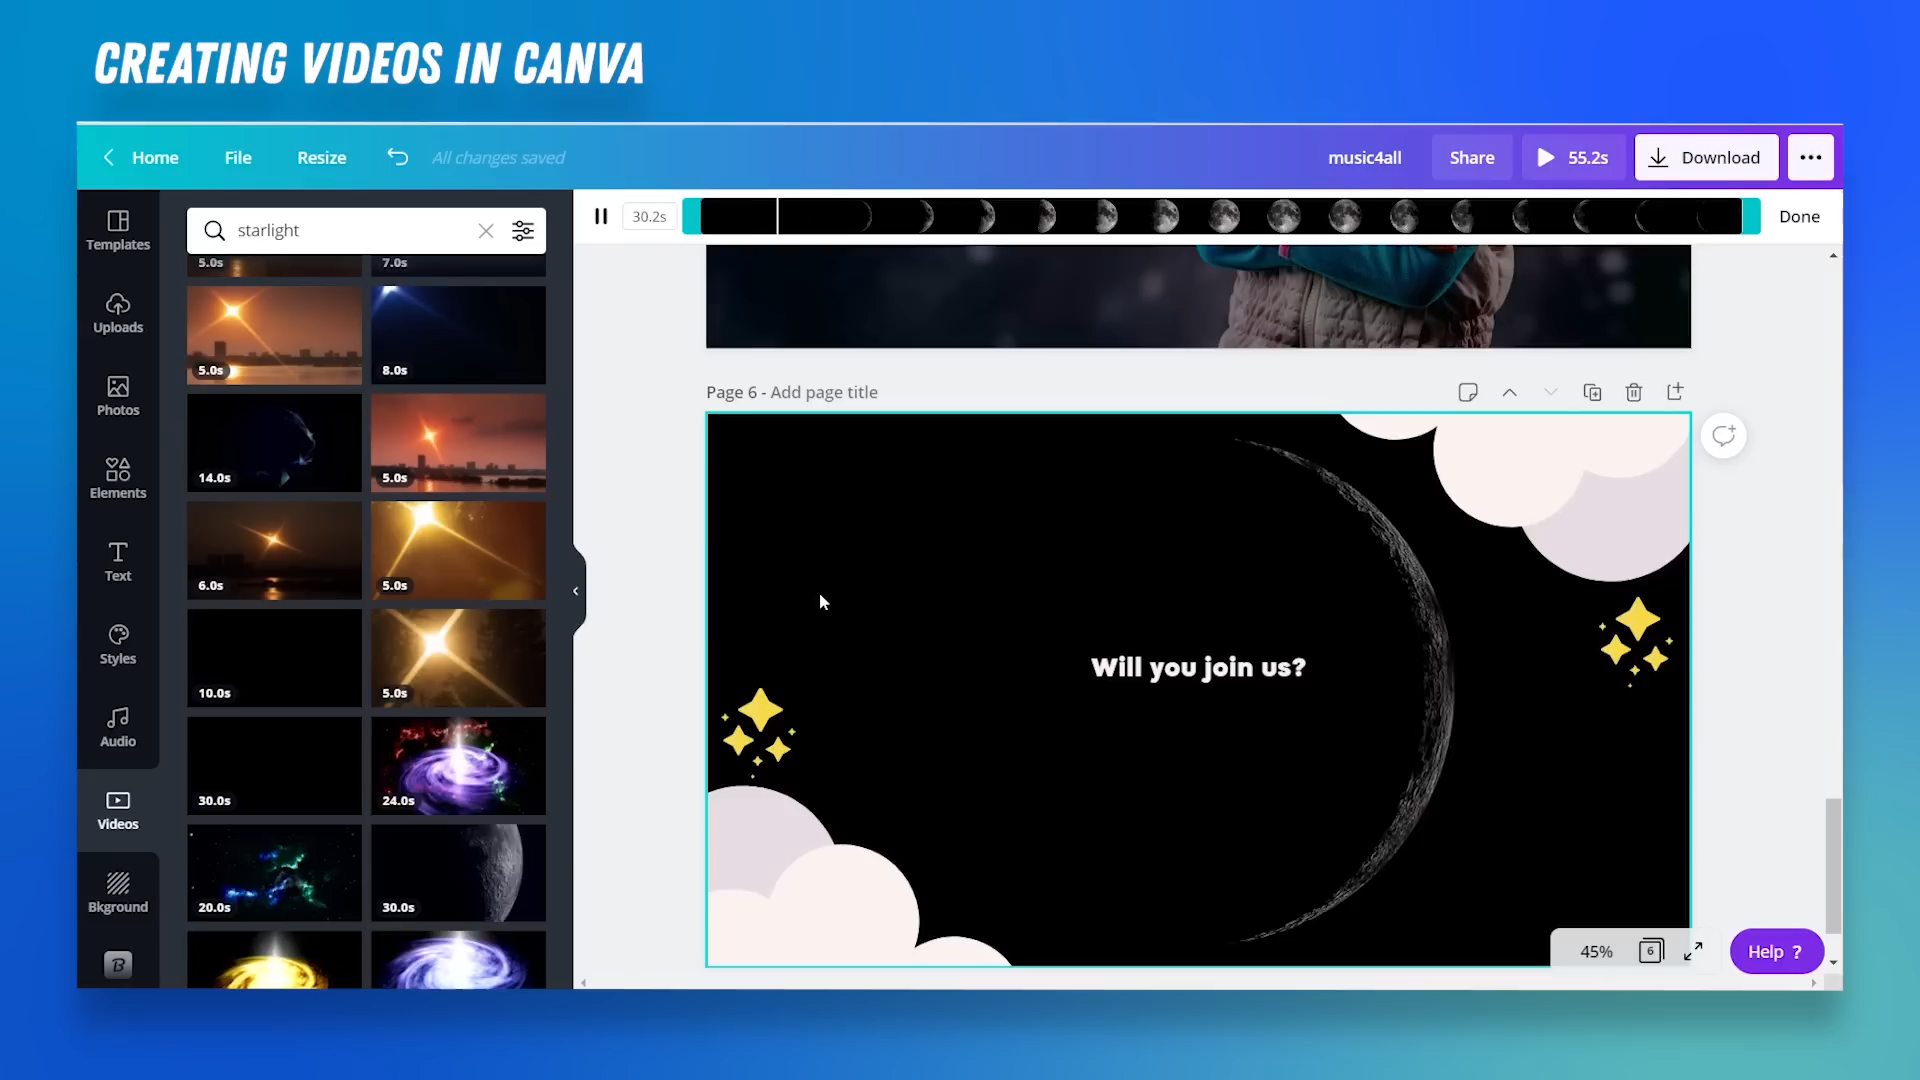 CREATING VIDEOS IN CANVA
Home
File
Resize
All changes saved
music4all
Share
55.2s
Download
Templates
Uploads
Photos
Elements
Text
Styles
Audio
Videos
Bkground
B
starlight
5.0s
7.0s
5.0s
8.0s
14.0s
5.0s
6.0s
5.0s
10.0s
5.0s
30.0s
24.0s
20.0s
30.0s
30.2s
Done
Page 6 - Add page title
Will you join us?
45%
6
Help ?